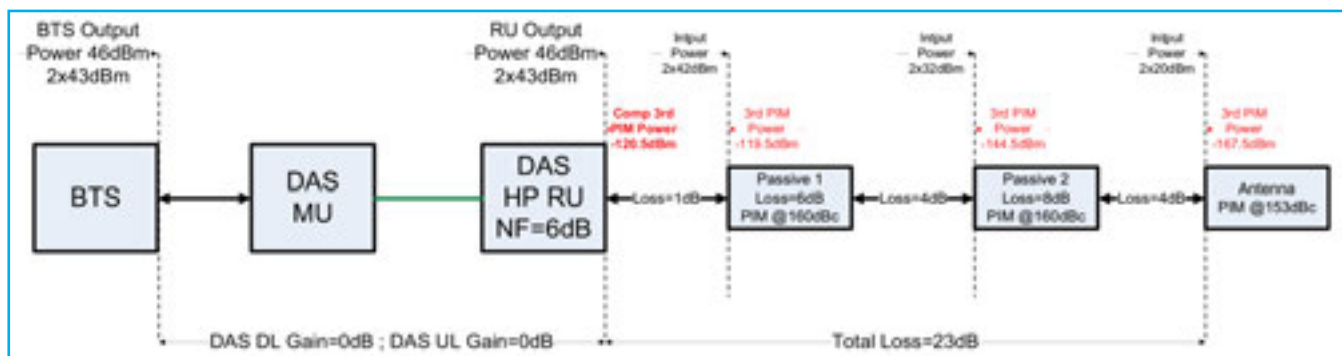 BTS Output
Power 46dBm
2x43dBm
RU Output
Power 46dBm
2x43dBm
Intput
Power
2x42dBm
Intput
Power
2x32dBm
Intput
Power
2x20dBm
Comp 3rd
PIM Power
-120.5dBm
3rd PIM
Power
-119.5dBm
3rd PIM
Power
-144.5dBm
3rd PIM
Power
-167.5dBm
BTS
DAS
MU
DAS
HP RU
NF=6dB
Loss=1dB
Passive 1
Loss=6dB
PIM @160dBc
Loss=4dB
Passive 2
Loss=8dB
PIM @160dBc
Loss=4dB
Antenna
PIM @153dBc
DAS DL Gain=0dB ; DAS UL Gain=0dB
Total Loss=23dB